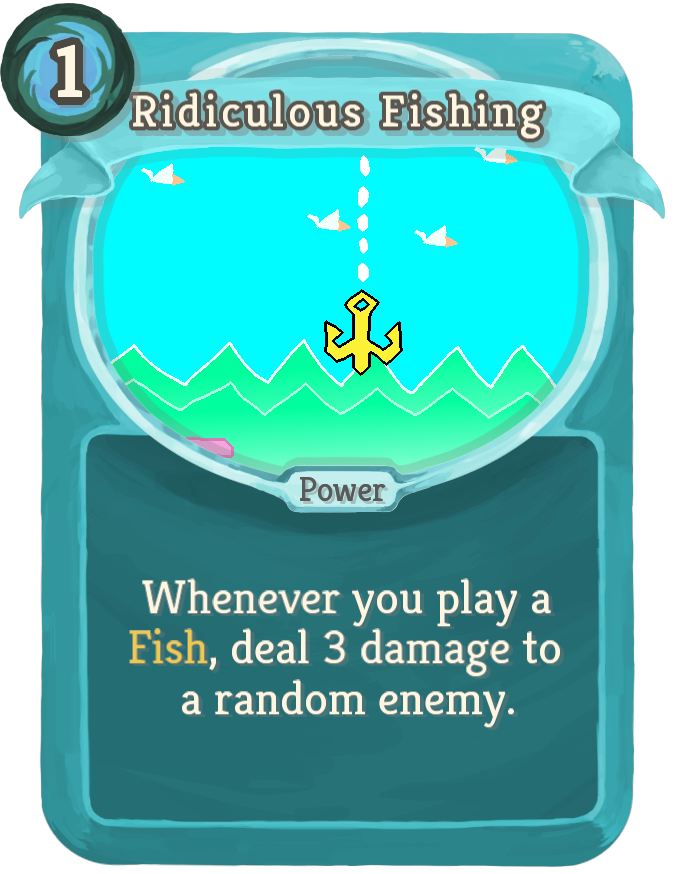 1
Ridiculous Fishing
Power
Whenever you play a
Fish, deal 3 damage to
a random enemy.